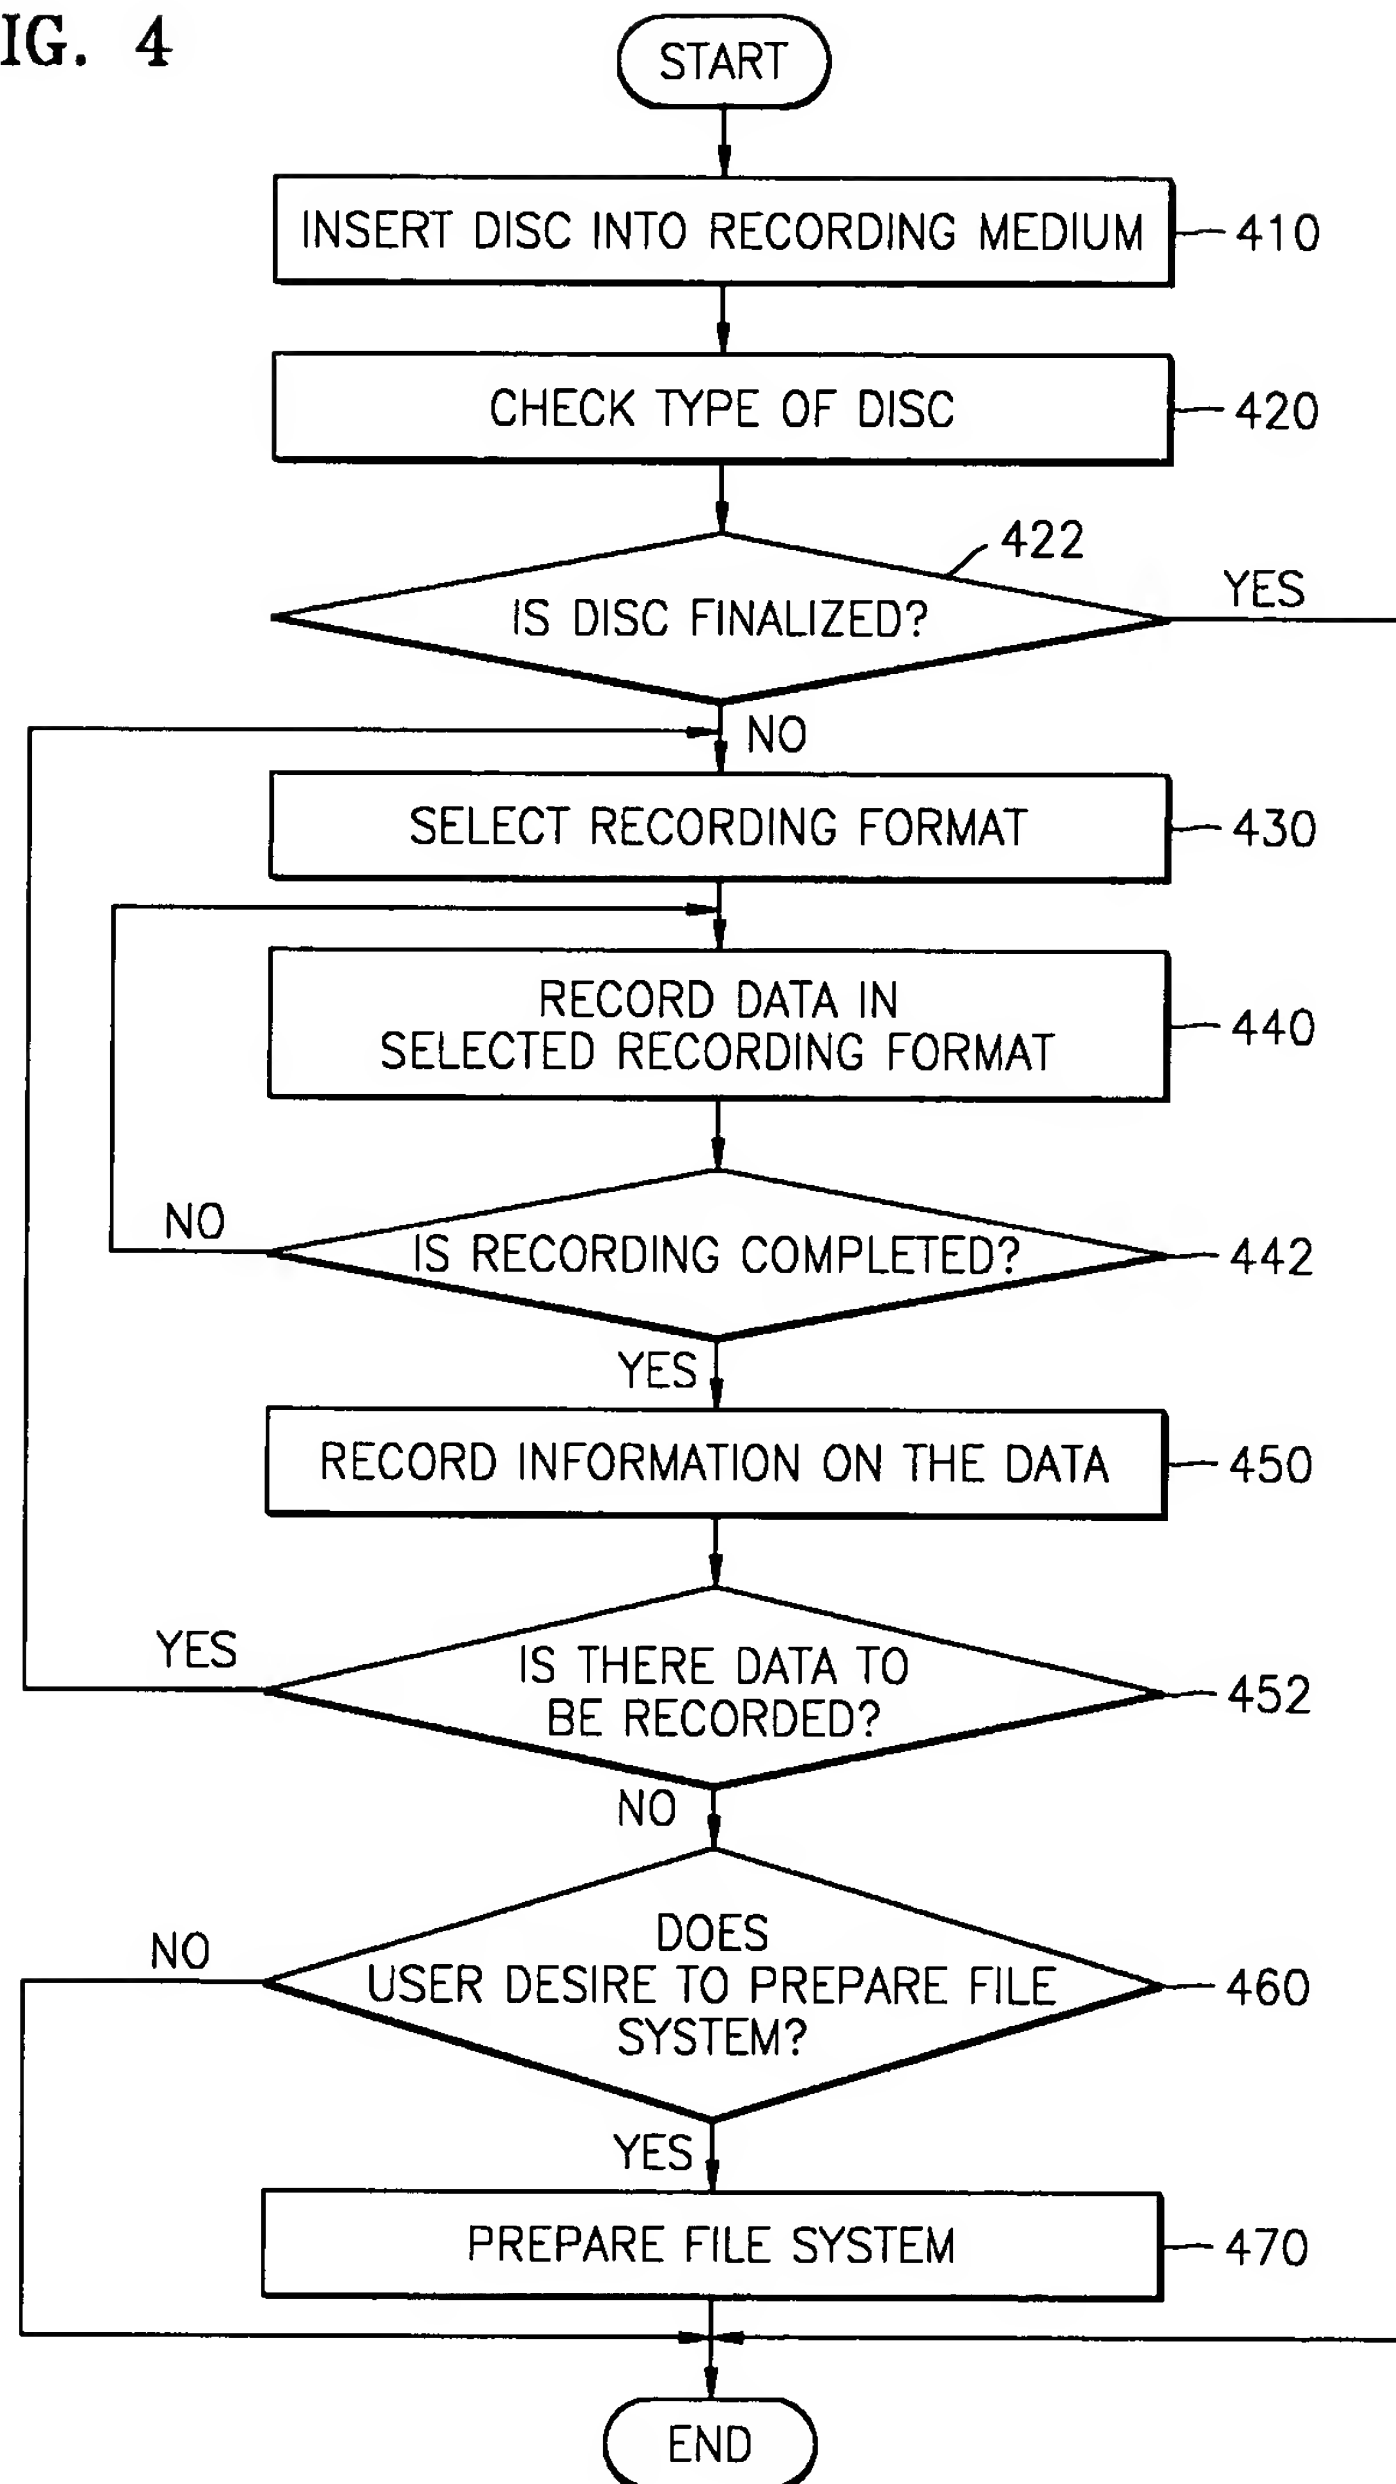 IG. 4
START
INSERT DISC INTO RECORDING MEDIUM
410
CHECK TYPE OF DISC
420
422
IS DISC FINALIZED?
YES
NO
SELECT RECORDING FORMAT
430
RECORD DATA IN
SELECTED RECORDING FORMAT
440
NO
IS RECORDING COMPLETED?
442
YES
RECORD INFORMATION ON THE DATA
450
YES
IS THERE DATA TO
BE RECORDED?
452
NO
NO
DOES
USER DESIRE TO PREPARE FILE
SYSTEM?
460
YES
PREPARE FILE SYSTEM
470
END